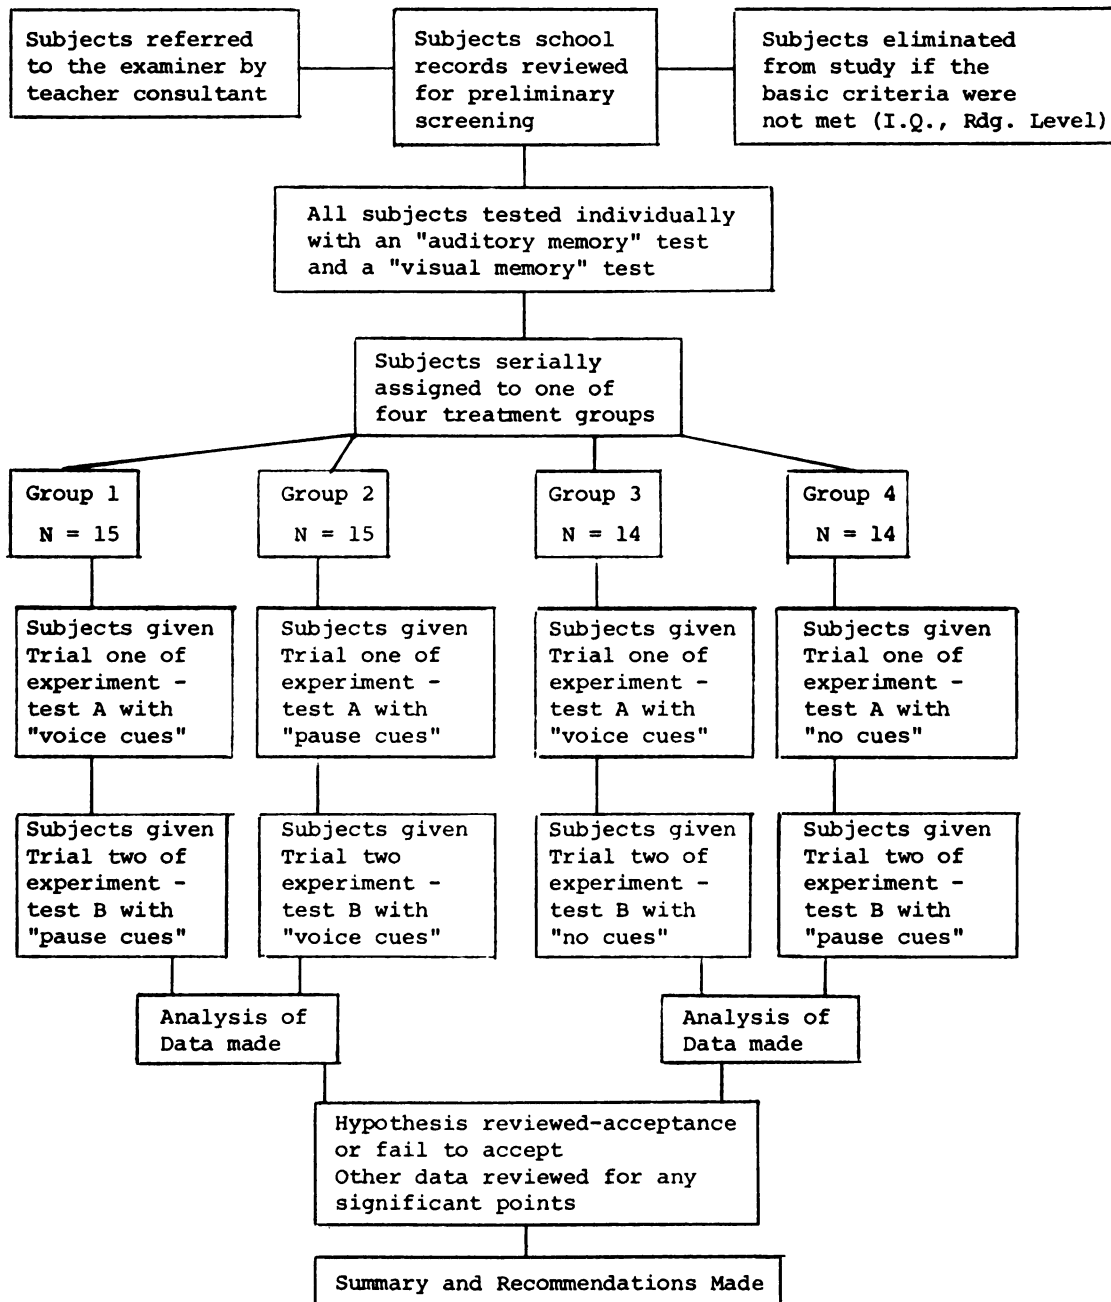 Subjects referred
to the examiner by
teacher consultant
Subjects school
records reviewed
for preliminary
screening
Subjects eliminated
from study if the
basic criteria were
not met (I.Q., Rdg. Level)
All subjects tested individually
with an "auditory memory" test
and a "visual memory" test
Subjects serially
assigned to one of
four treatment groups
Group 1
N = 15
Group 2
N = 15
Group 3
N = 14
Group 4
N = 14
Subjects given
Trial one of
experiment -
test A with
"voice cues"
Subjects given
Trial one of
experiment -
test A with
"pause cues"
Subjects given
Trial one of
experiment -
test A with
"voice cues"
Subjects given
Trial one of
experiment -
test A with
"no cues"
Subjects given
Trial two of
experiment -
test B with
"pause cues"
Subjects given
Trial two
experiment -
test B with
"voice cues"
Subjects given
Trial two of
experiment -
test B with
"no cues"
Subjects given
Trial two of
experiment -
test B with
"pause cues"
Analysis of
Data made
Analysis of
Data made
Hypothesis reviewed-acceptance
or fail to accept
Other data reviewed for any
significant points
Summary and Recommendations Made